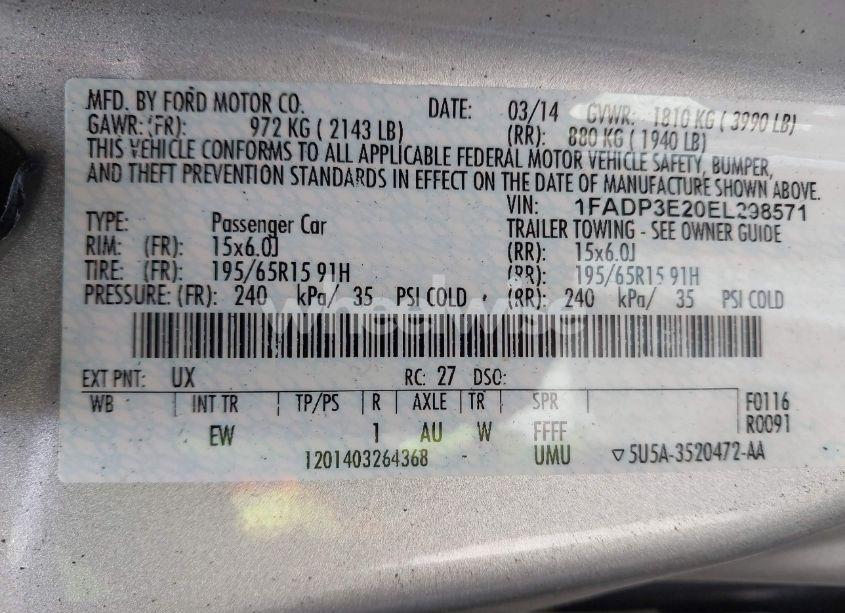 MFD. BY FORD MOTOR CO. DATE: 03/14 GVWR: 1810 KG ( 3990 LB)
GAWR: (FR): 972 KG ( 2143 LB) (RR): 880 KG ( 1940 LB)
THIS VEHICLE CONFORMS TO ALL APPLICABLE FEDERAL MOTOR VEHICLE SAFETY, BUMPER,
AND THEFT PREVENTION STANDARDS IN EFFECT ON THE DATE OF MANUFACTURE SHOWN ABOVE.
VIN: 1FADP3E20EL298571
TYPE: Passenger Car TRAILER TOWING - SEE OWNER GUIDE
RIM: (FR): 15x6.0J (RR): 15x6.0J
TIRE: (FR): 195/65R15 91H (RR): 195/65R15 91H
PRESSURE: (FR): 240 kPa/ 35 PSI COLD (RR): 240 kPa/ 35 PSI COLD
wheelwise
EXT PNT: UX RC: 27 DSO:
WB INT TR TP/PS R AXLE TR SPR F0116
EW 1 AU W FFFF R0091
1201403264368 UMU ▽5U5A-3520472-AA